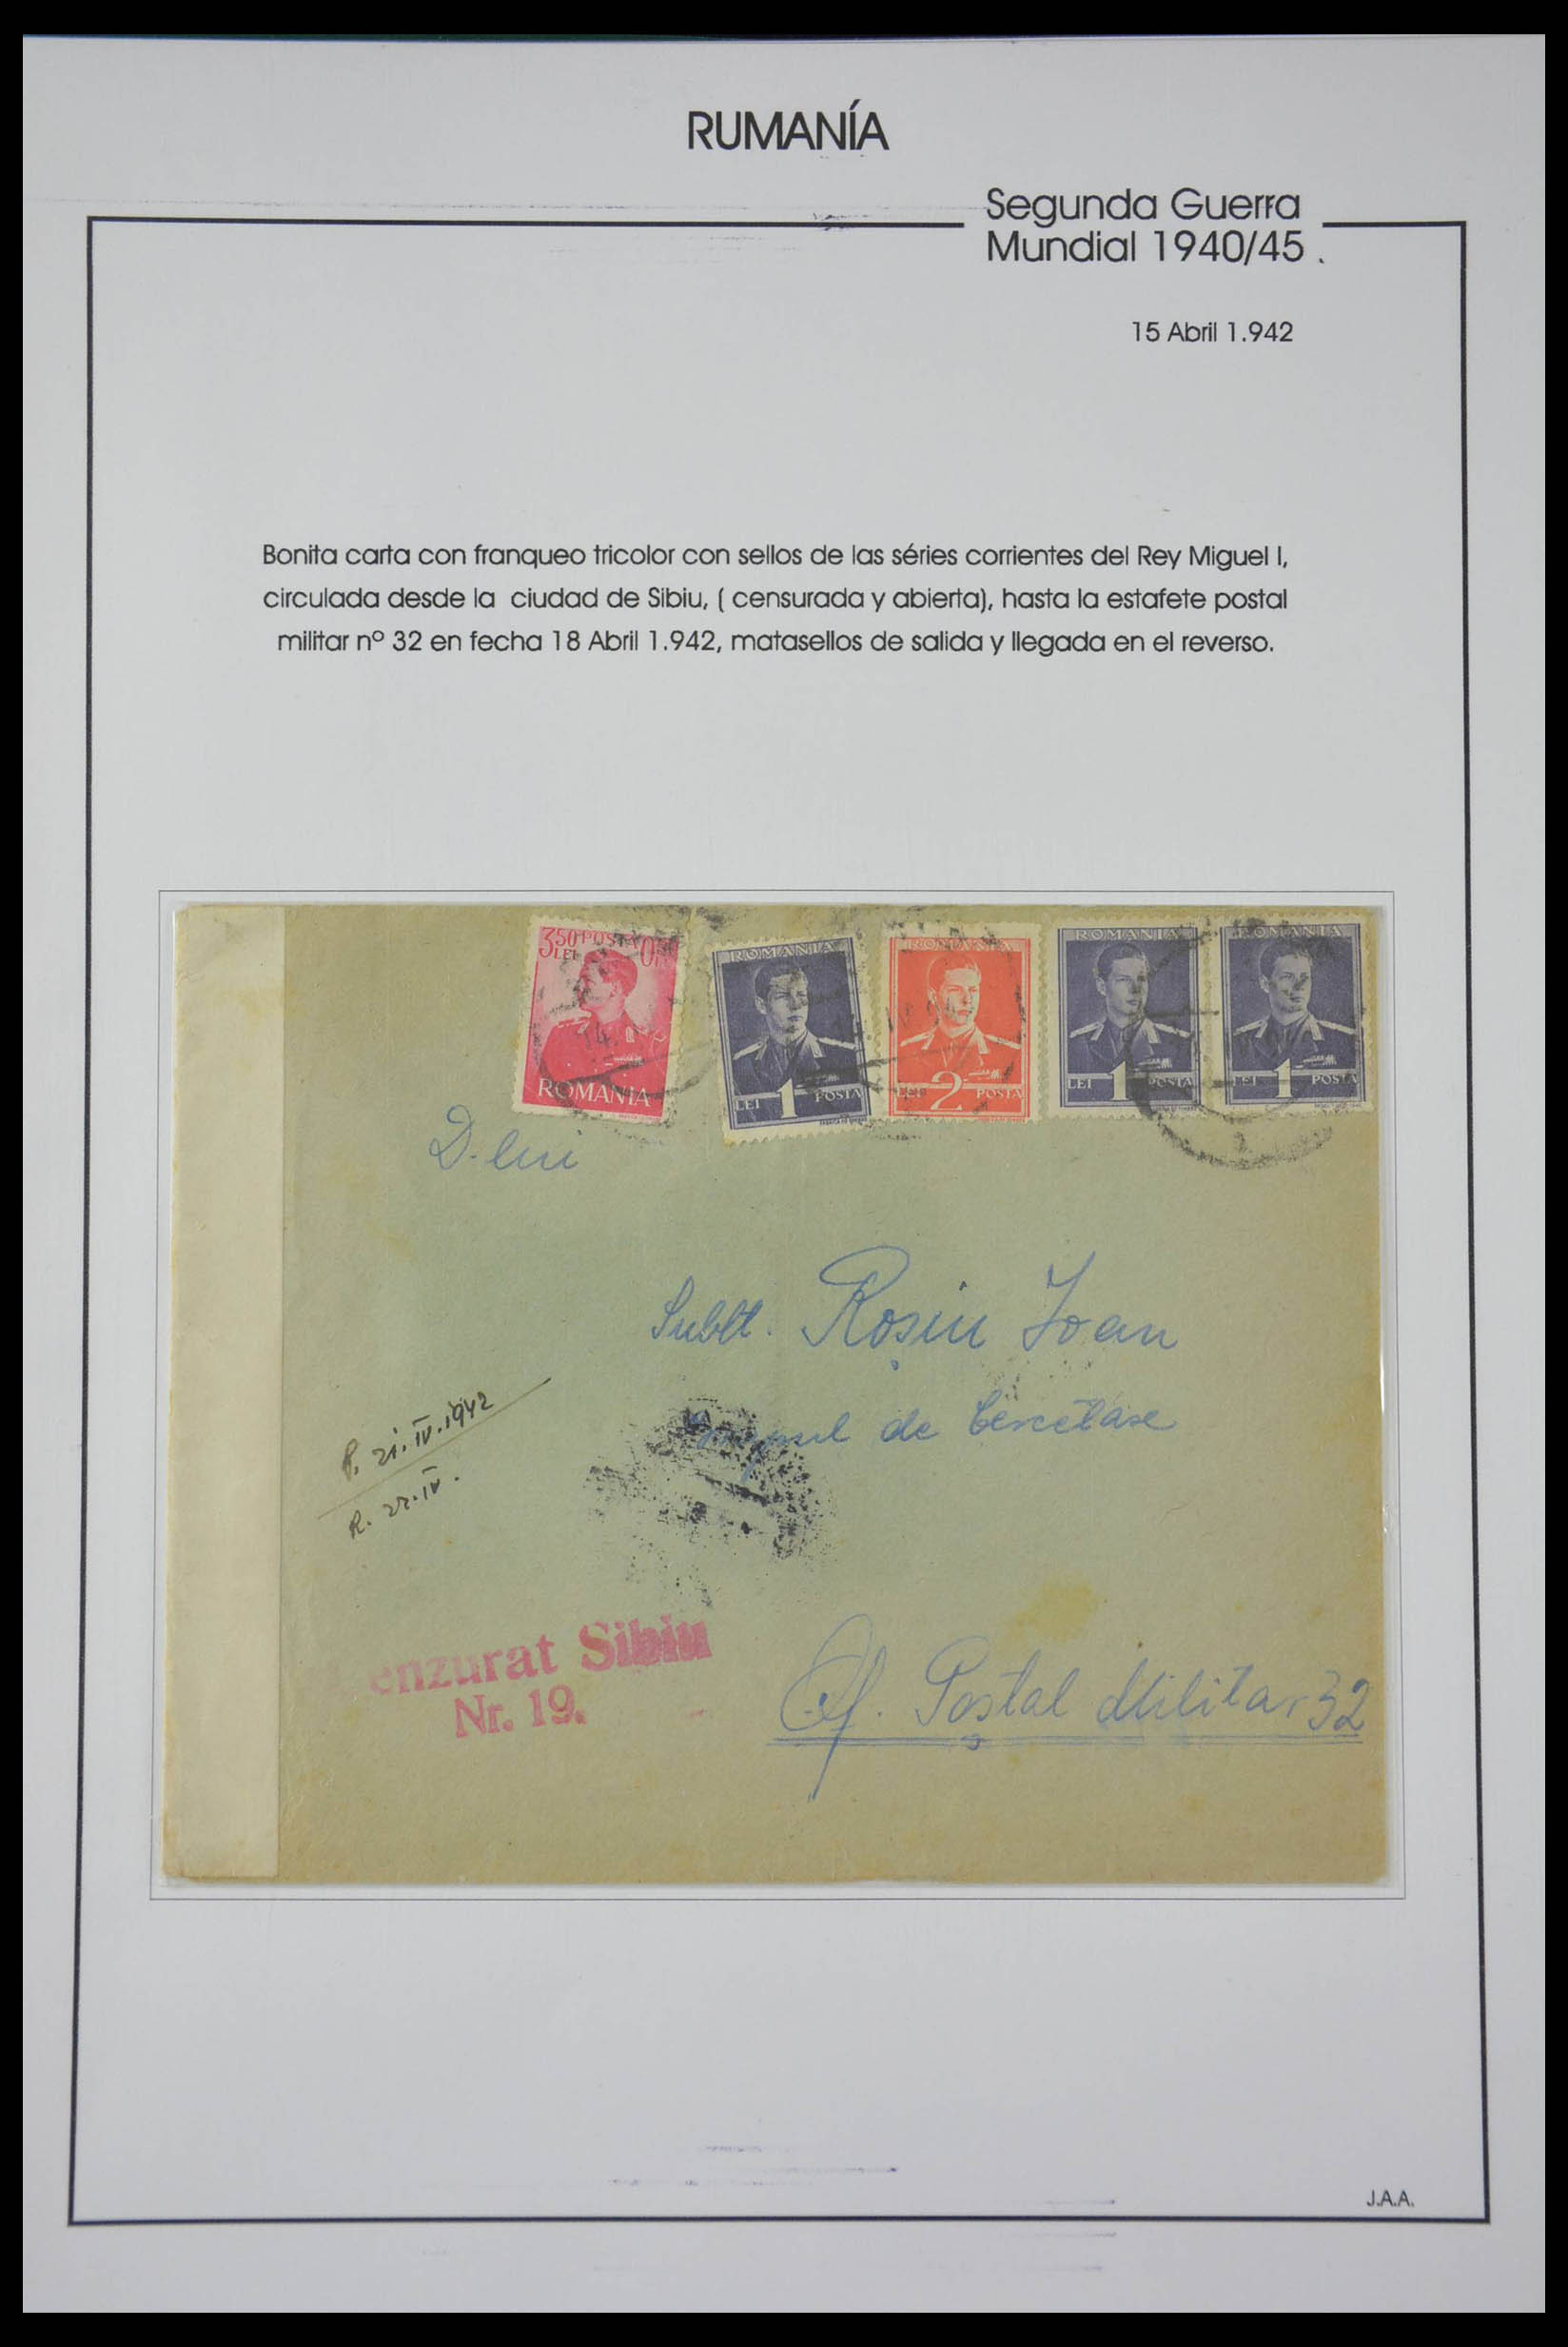 RUMANÍA
Segunda Guerra
Mundial 1940/45.
15 Abril 1.942
Bonita carta con franqueo tricolor con sellos de las séries corrientes del Rey Miguel I,
circulada desde la ciudad de Sibiu, ( censurada y abierta), hasta la estafete postal
militar nº 32 en fecha 18 Abril 1.942, matasellos de salida y llegada en el reverso.
350 POSTA
LEI
ROMANIA
ROMANIA
LEI 1 POSTA
ROMANIA
LEI 2 POSTA
ROMANIA
LEI 1 POSTA
ROMANIA
LEI 1 POSTA
D. lui
Sublt. Roșiu Ioan
de Cercetare
P. 21.IV.1942
R. 22.IV.
enzurat Sibiu
Nr. 19.
Of. Poștal Militar 32
J.A.A.